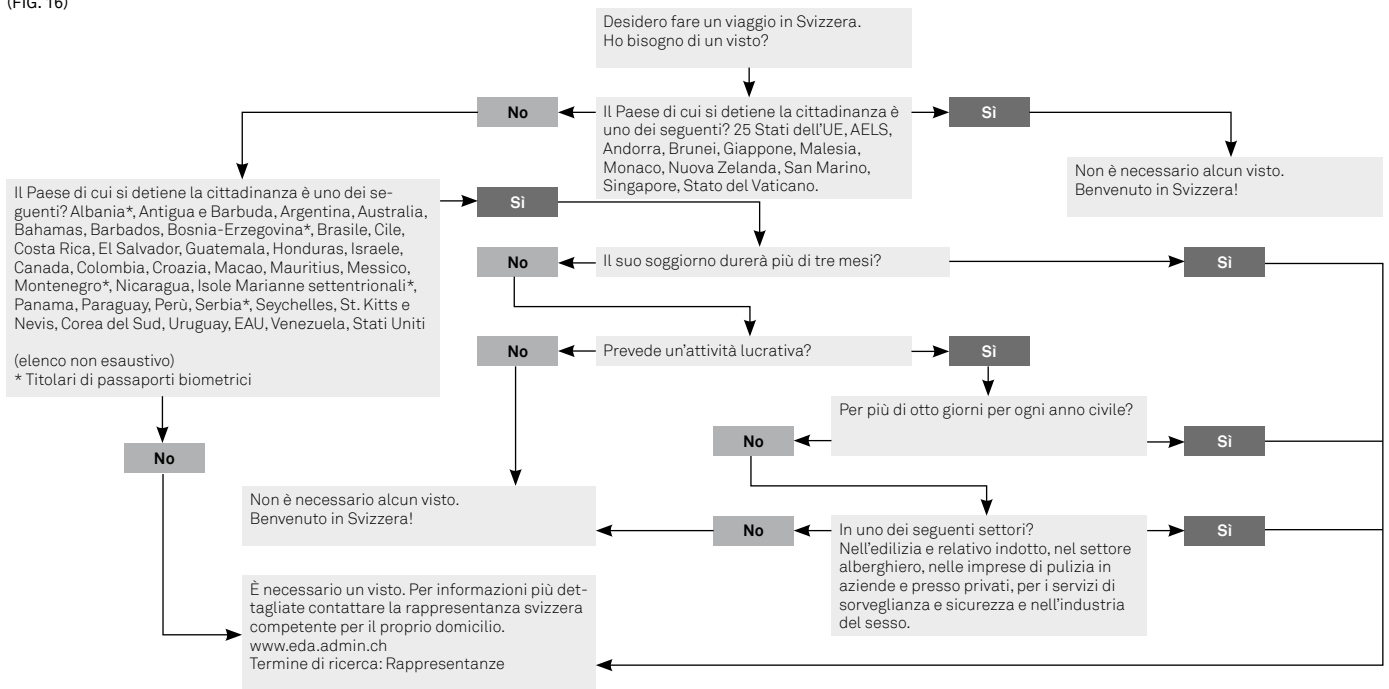 (FIG. 16)
Desidero fare un viaggio in Svizzera.
Ho bisogno di un visto?
No
Il Paese di cui si detiene la cittadinanza è
uno dei seguenti? 25 Stati dell'UE, AELS,
Andorra, Brunei, Giappone, Malesia,
Monaco, Nuova Zelanda, San Marino,
Singapore, Stato del Vaticano.
Sì
Non è necessario alcun visto.
Benvenuto in Svizzera!
Il Paese di cui si detiene la cittadinanza è uno dei se-
guenti? Albania*, Antigua e Barbuda, Argentina, Australia,
Bahamas, Barbados, Bosnia-Erzegovina*, Brasile, Cile,
Costa Rica, El Salvador, Guatemala, Honduras, Israele,
Canada, Colombia, Croazia, Macao, Mauritius, Messico,
Montenegro*, Nicaragua, Isole Marianne settentrionali*,
Panama, Paraguay, Perù, Serbia*, Seychelles, St. Kitts e
Nevis, Corea del Sud, Uruguay, EAU, Venezuela, Stati Uniti
(elenco non esaustivo)
* Titolari di passaporti biometrici
Sì
No
Il suo soggiorno durerà più di tre mesi?
Sì
No
Prevede un'attività lucrativa?
Sì
Per più di otto giorni per ogni anno civile?
No
Sì
No
Non è necessario alcun visto.
Benvenuto in Svizzera!
No
In uno dei seguenti settori?
Nell'edilizia e relativo indotto, nel settore
alberghiero, nelle imprese di pulizia in
aziende e presso privati, per i servizi di
sorveglianza e sicurezza e nell'industria
del sesso.
Sì
È necessario un visto. Per informazioni più det-
tagliate contattare la rappresentanza svizzera
competente per il proprio domicilio.
www.eda.admin.ch
Termine di ricerca: Rappresentanze